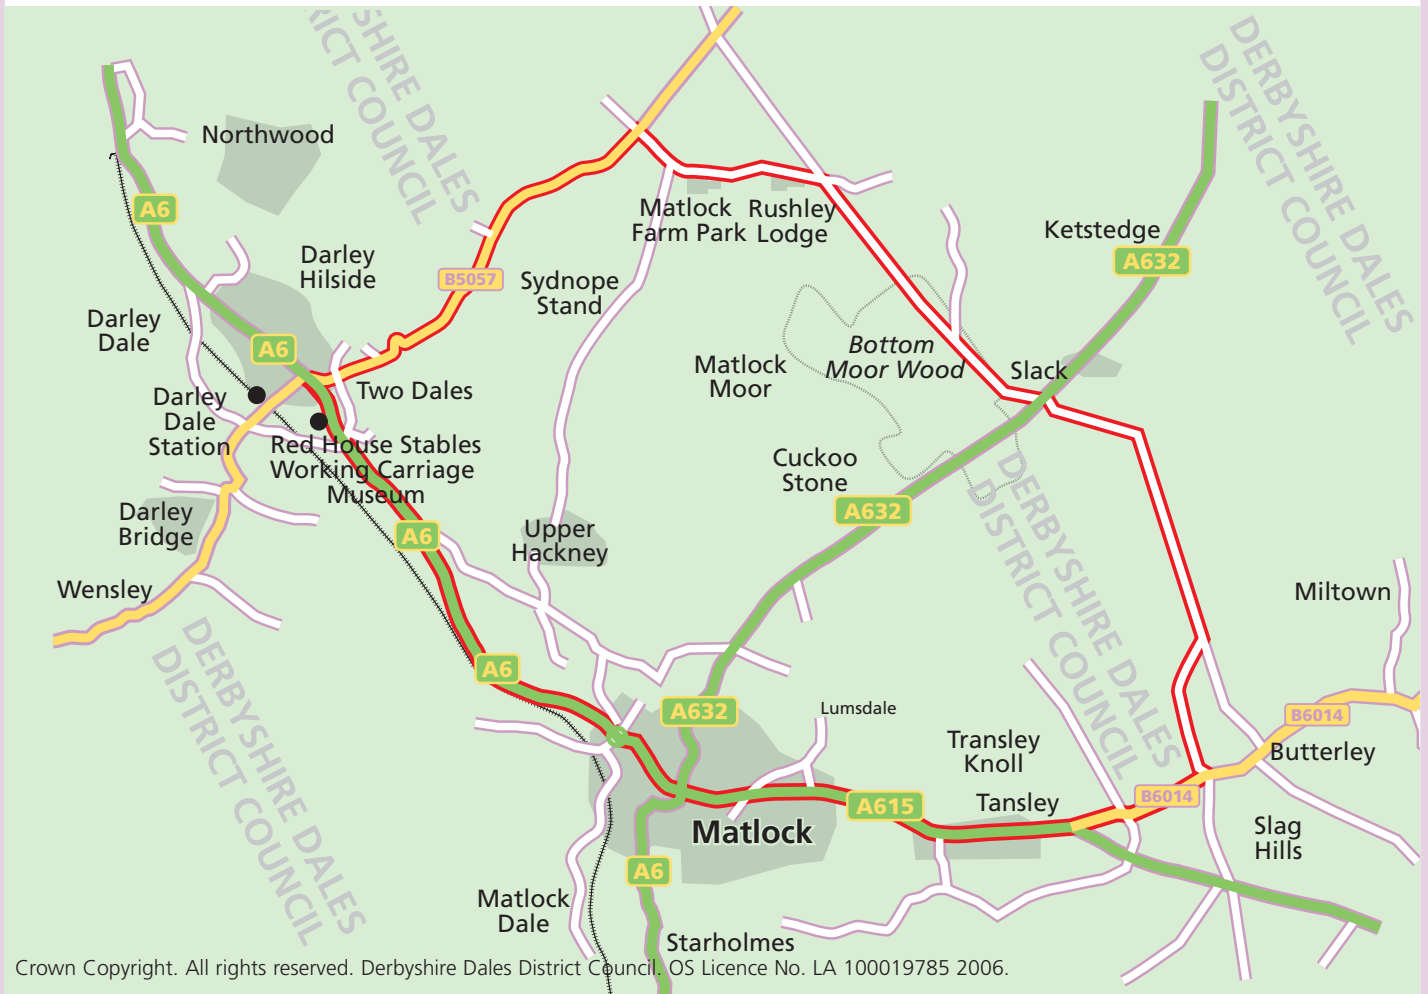 DERBYSHIRE DALES
DISTRICT COUNCIL
SHIRE DALES
RICT COUNCIL
Northwood
A6
Matlock
Farm Park
Rushley
Lodge
Ketstedge
A632
Darley
Hilside
B5057
Sydnope
Stand
Darley
Dale
A6
Bottom
Moor Wood
Matlock
Moor
Slack
Two Dales
Darley
Dale
Station
Red House Stables
Working Carriage
Museum
Cuckoo
Stone
A632
DERBYSHIRE DALES
DISTRICT COUNCIL
Darley
Bridge
A6
Upper
Hackney
Wensley
Miltown
DERBYSHIRE DALES
DISTRICT COUNCIL
A6
A632
Lumsdale
B6014
Transley
Knoll
Butterley
Tansley
B6014
A615
Matlock
Slag
Hills
A6
Matlock
Dale
Starholmes
Crown Copyright. All rights reserved. Derbyshire Dales District Council. OS Licence No. LA 100019785 2006.